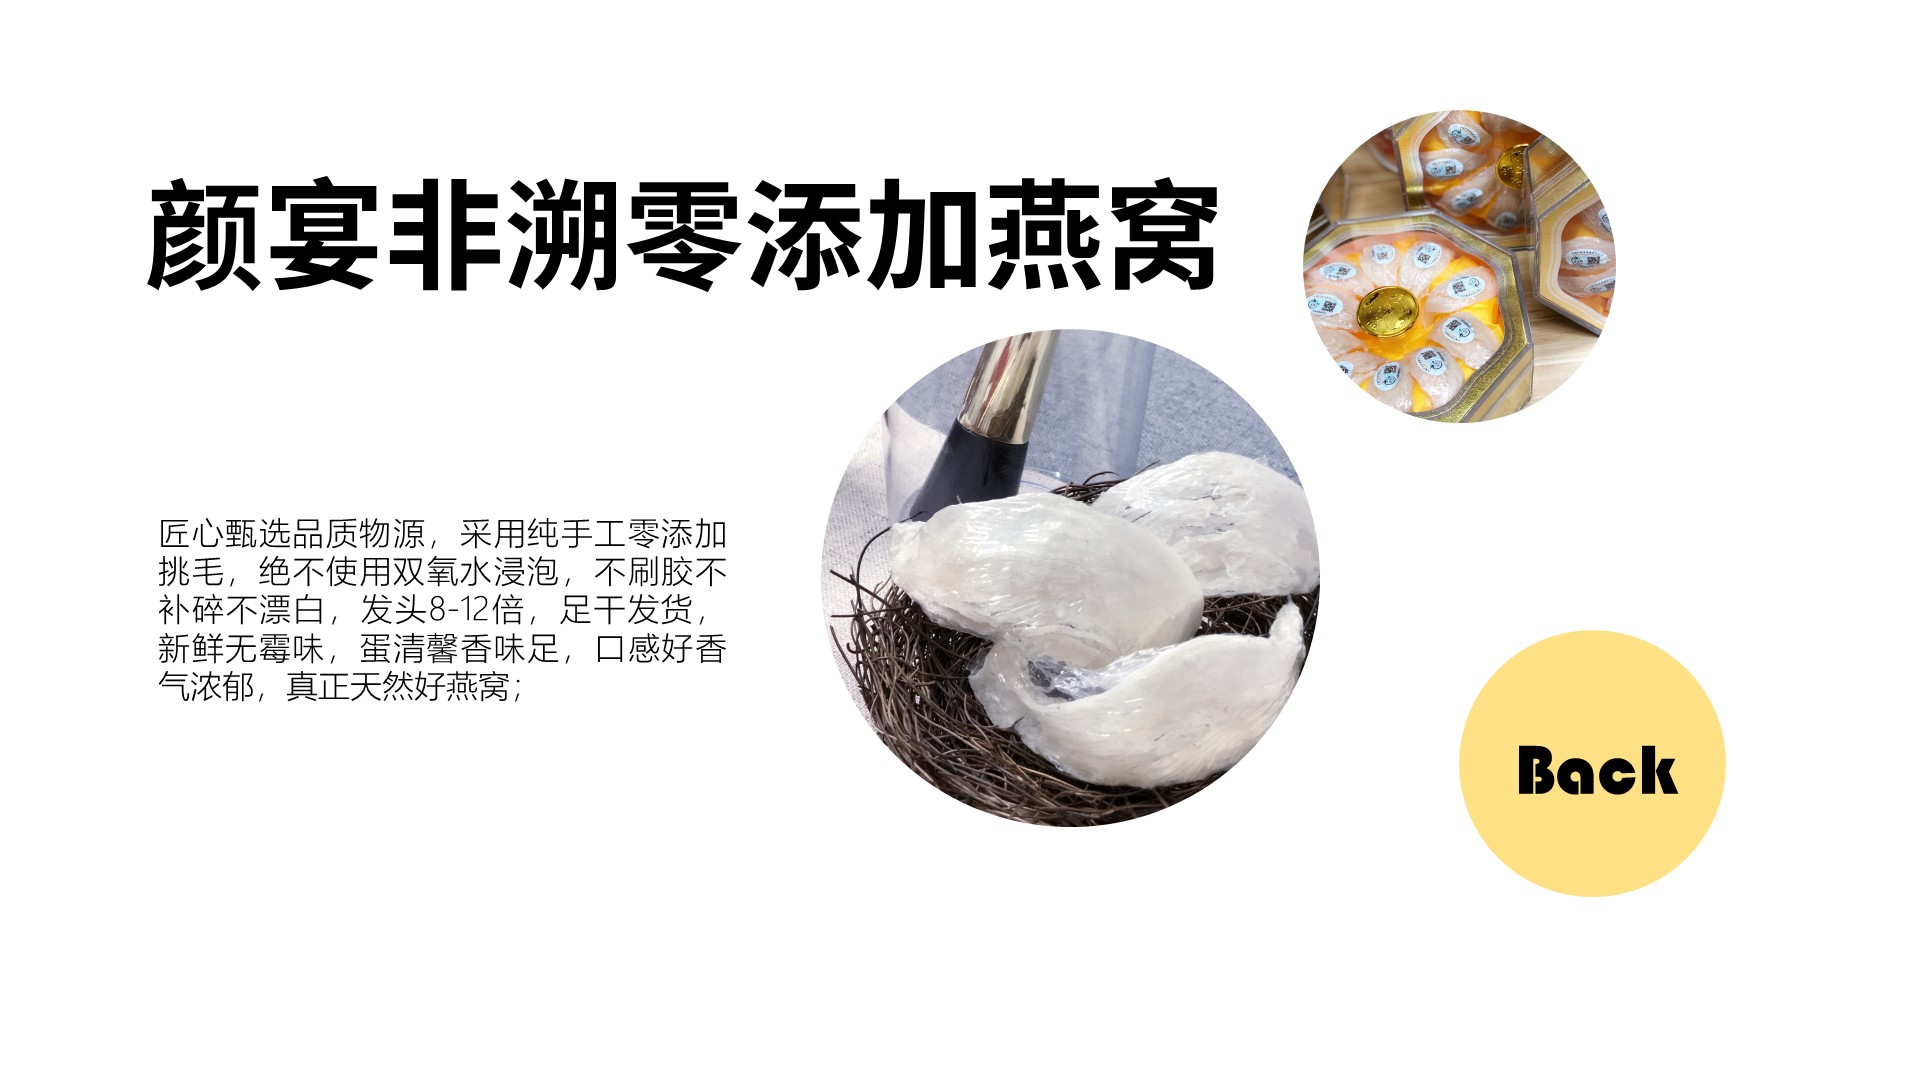 颜宴非溯零添加燕窝
匠心甄选品质物源，采用纯手工零添加
挑毛，绝不使用双氧水浸泡，不刷胶不
补碎不漂白，发头8-12倍，足干发货，
新鲜无霉味，蛋清馨香味足，口感好香
气浓郁，真正天然好燕窝；
Back